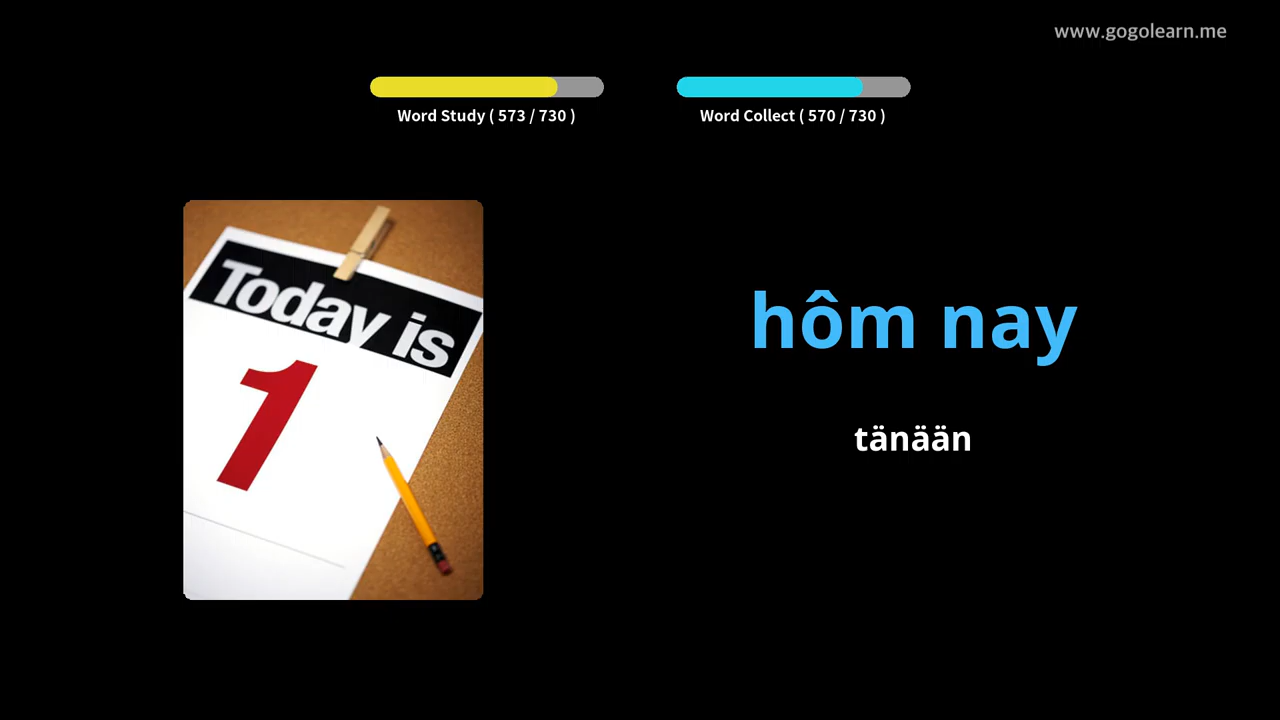 www.gogolearn.me
Word Study ( 573 / 730 )
Word Collect ( 570 / 730 )
Today is
1
hôm nay
tänään